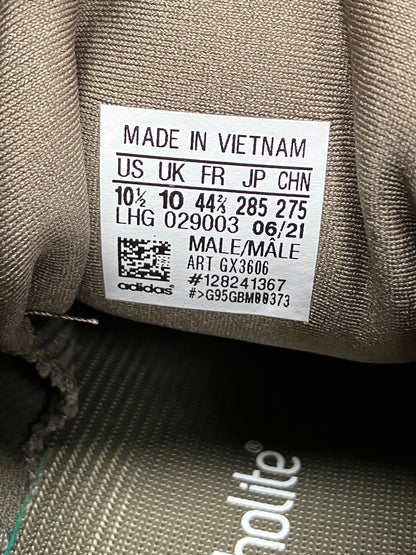 MADE IN VIETNAM
US UK FR JP CHN
10½ 10 44⅔ 285 275
LHG 029003 06/21
MALE/MÂLE
ART GX3606
#128241367
adidas #>G95GBM00373
holite®